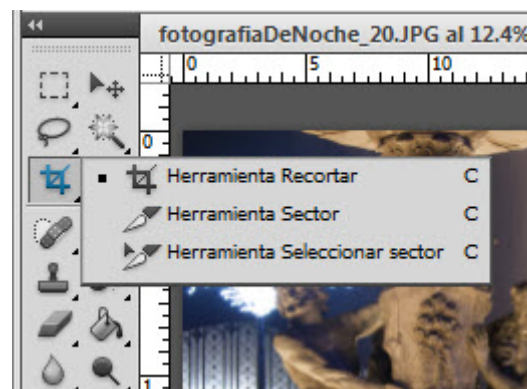 fotografiaDeNoche_20.JPG al 12.4%
0 5 10
0
Herramienta Recortar C
Herramienta Sector C
Herramienta Seleccionar sector C
1